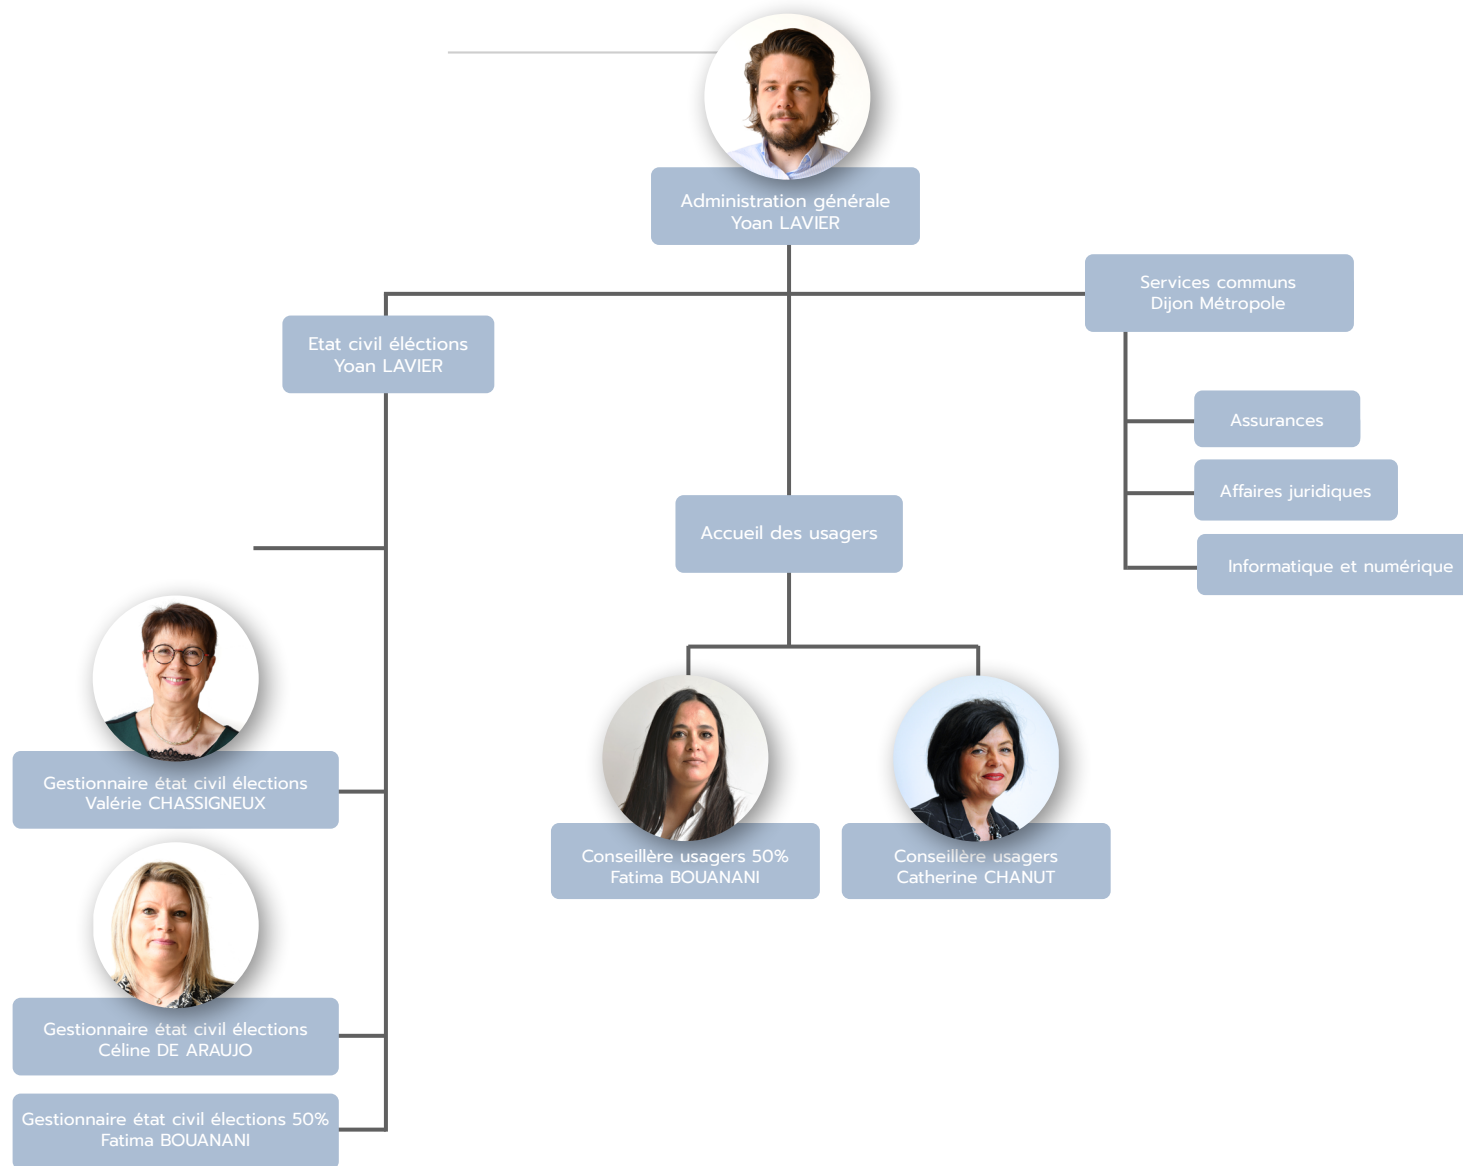 Administration générale
Yoan LAVIER
Services communs
Dijon Métropole
Etat civil éléctions
Yoan LAVIER
Assurances
Affaires juridiques
Informatique et numérique
Accueil des usagers
Gestionnaire état civil élections
Valérie CHASSIGNEUX
Conseillère usagers 50%
Fatima BOUANANI
Conseillère usagers
Catherine CHANUT
Gestionnaire état civil élections
Céline DE ARAUJO
Gestionnaire état civil élections 50%
Fatima BOUANANI